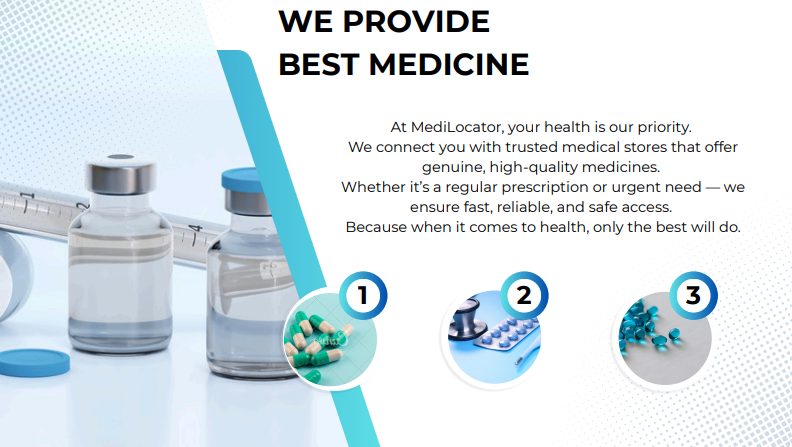 WE PROVIDE
BEST MEDICINE
At MediLocator, your health is our priority.
We connect you with trusted medical stores that offer
genuine, high-quality medicines.
Whether it's a regular prescription or urgent need — we
ensure fast, reliable, and safe access.
Because when it comes to health, only the best will do.
1
2
3
1
4